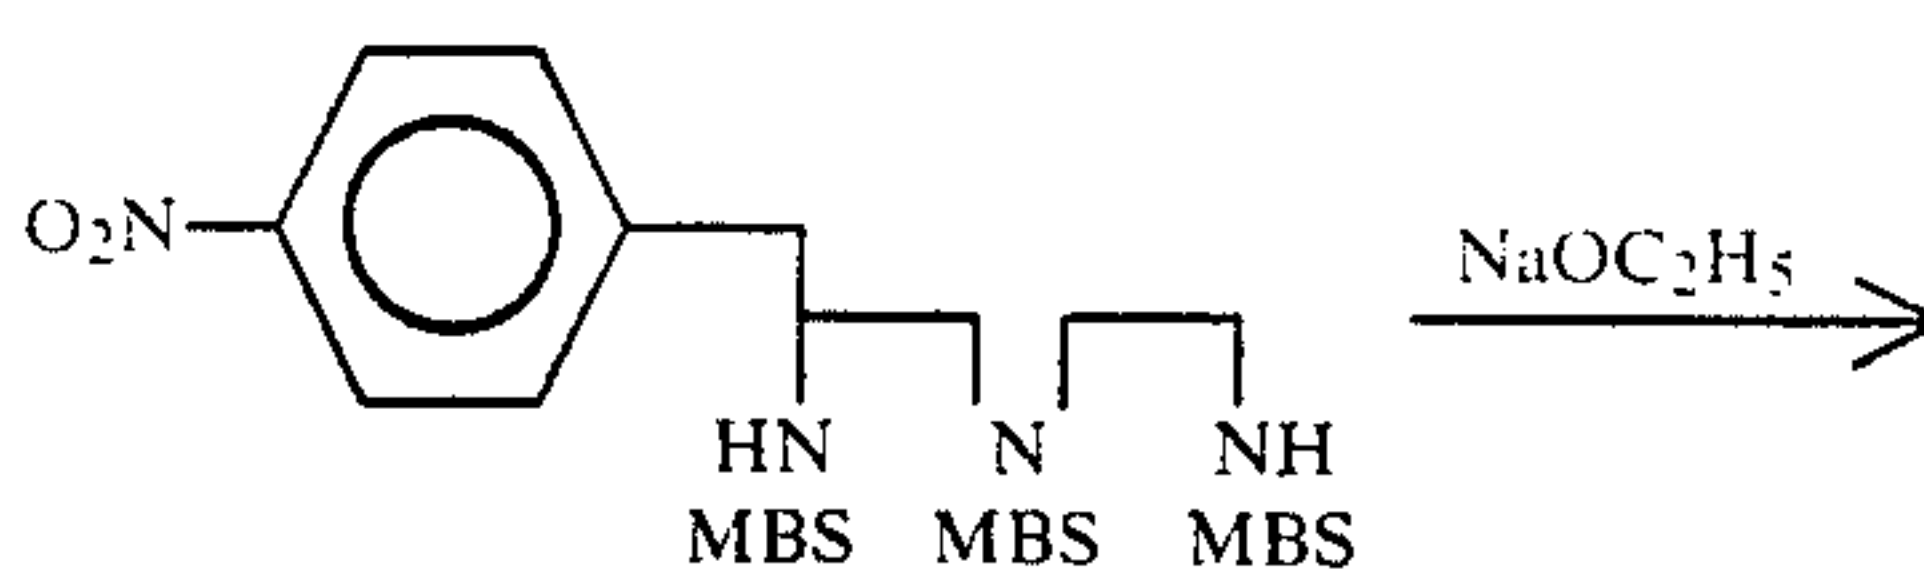 O₂N
NaOC₂H₅
HN N NH
MBS MBS MBS